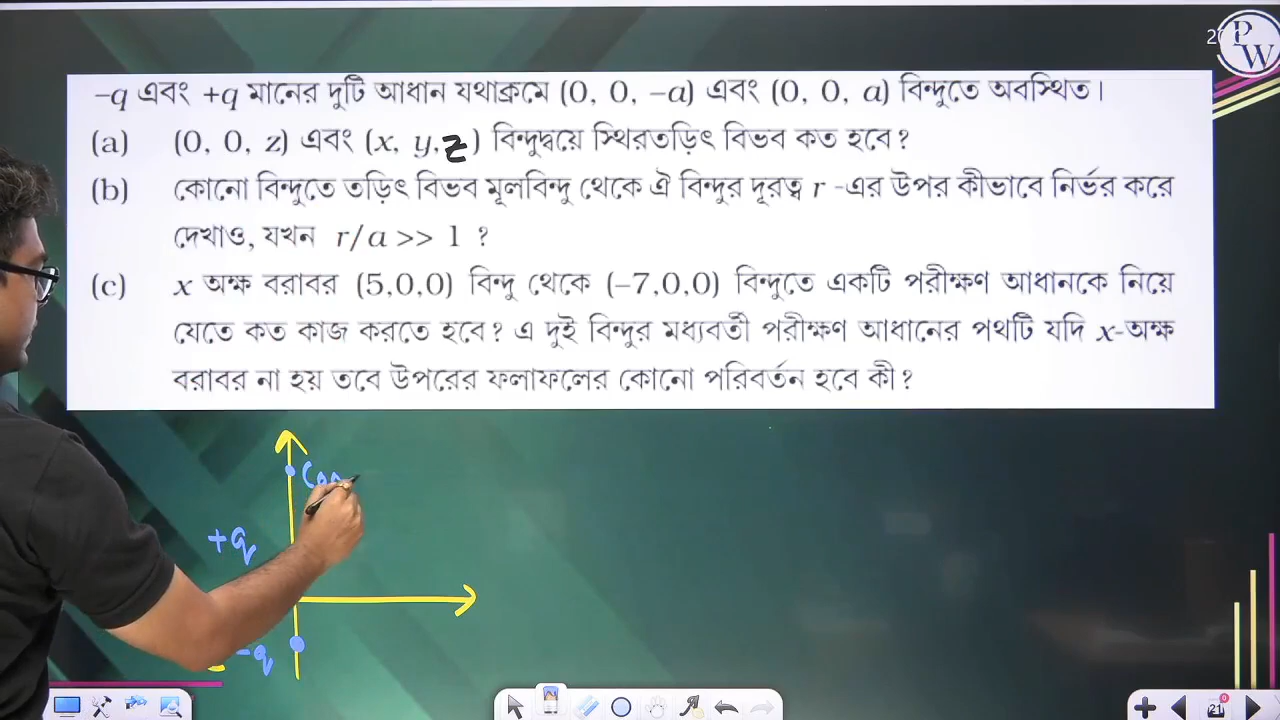 -q এবং +q মানের দুটি আধান যথাক্রমে (0, 0, -a) এবং (0, 0, a) বিন্দুতে অবস্থিত।
(a) (0, 0, z) এবং (x, y, z) বিন্দুদ্বয়ে স্থিরতড়িৎ বিভব কত হবে?
(b) কোনো বিন্দুতে তড়িৎ বিভব মূলবিন্দু থেকে ঐ বিন্দুর দূরত্ব r -এর উপর কীভাবে নির্ভর করে
দেখাও, যখন r/a >> 1 ?
(c) x অক্ষ বরাবর (5,0,0) বিন্দু থেকে (–7,0,0) বিন্দুতে একটি পরীক্ষণ আধানকে নিয়ে
যেতে কত কাজ করতে হবে? এ দুই বিন্দুর মধ্যবর্তী পরীক্ষণ আধানের পথটি যদি x-অক্ষ
বরাবর না হয় তবে উপরের ফলাফলের কোনো পরিবর্তন হবে কী?
+q
-q
PW
21